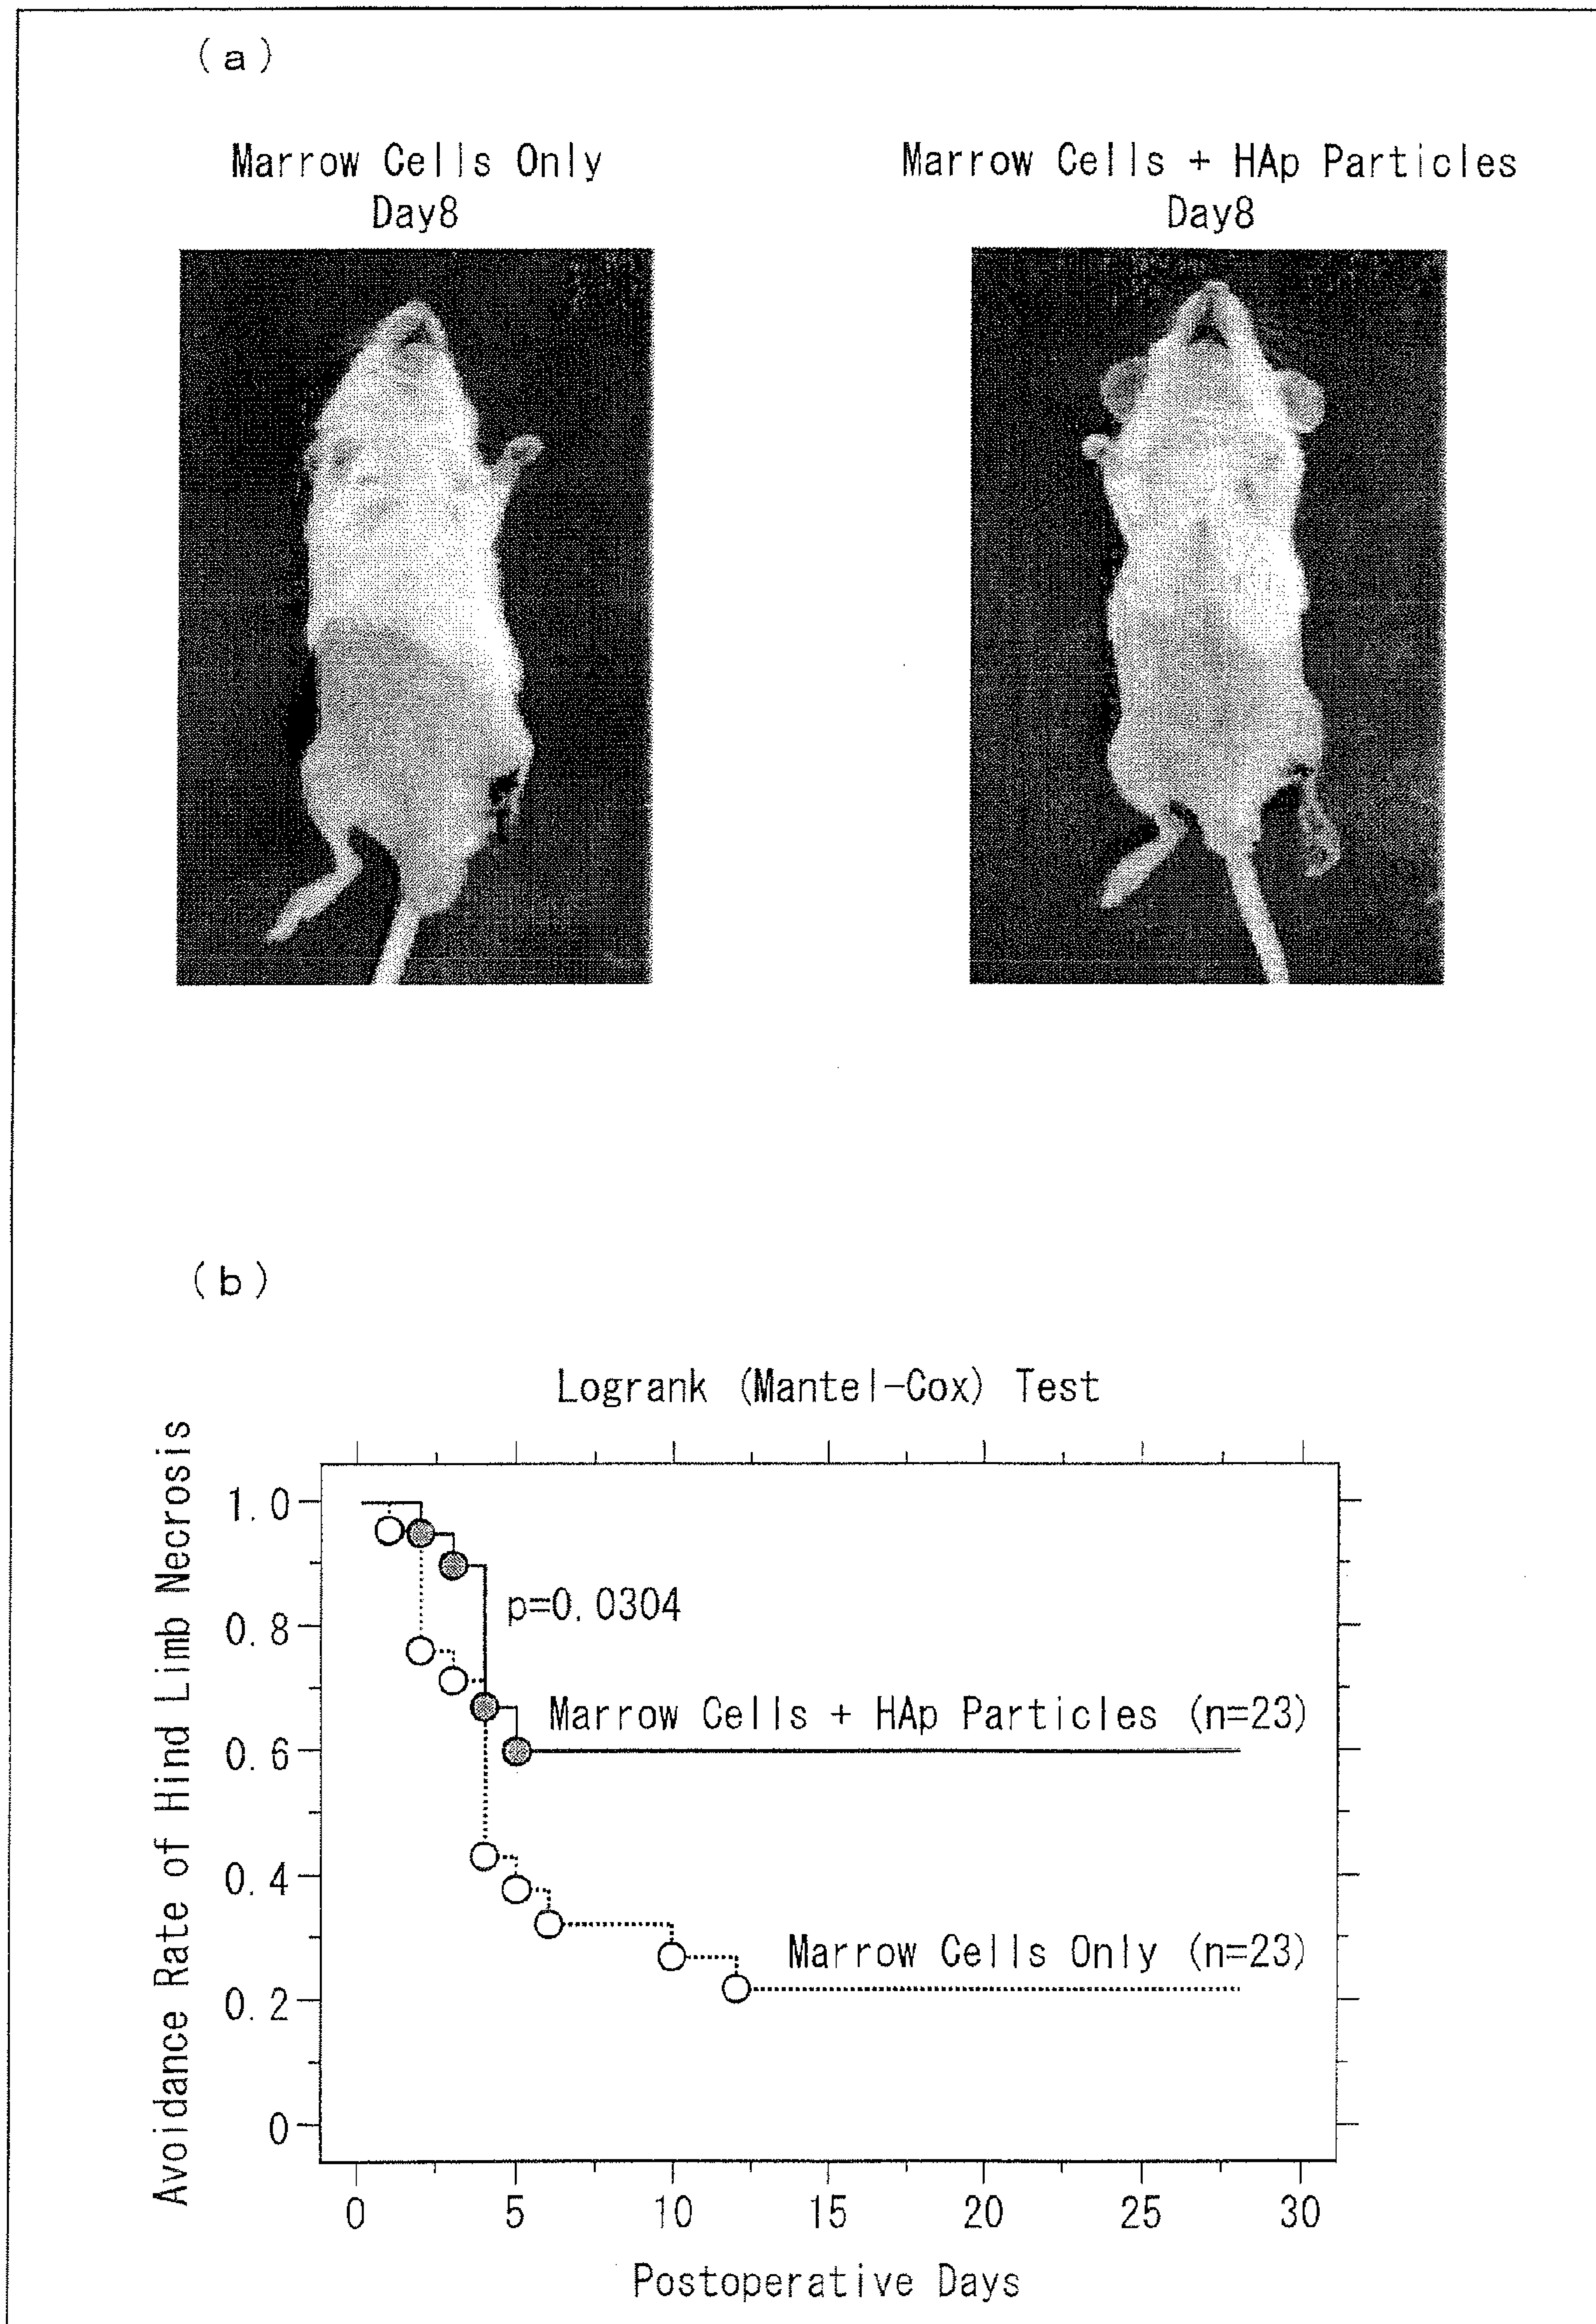 (a)
Marrow Cells Only
Day8
Marrow Cells + HAp Particles
Day8
(b)
Logrank (Mantel-Cox) Test
Avoidance Rate of Hind Limb Necrosis
1.0
0.8
0.6
0.4
0.2
0
p=0.0304
Marrow Cells + HAp Particles (n=23)
Marrow Cells Only (n=23)
0 5 10 15 20 25 30
Postoperative Days